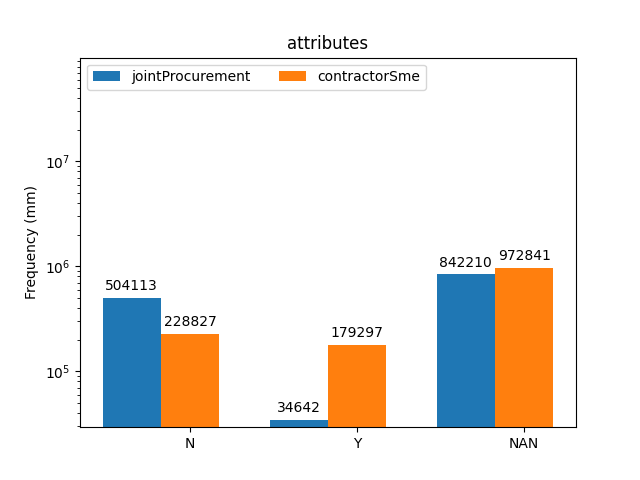 attributes
jointProcurement contractorSme
Frequency (mm)
10⁷
10⁶
10⁵
504113 228827 34642 179297 842210 972841
N Y NAN